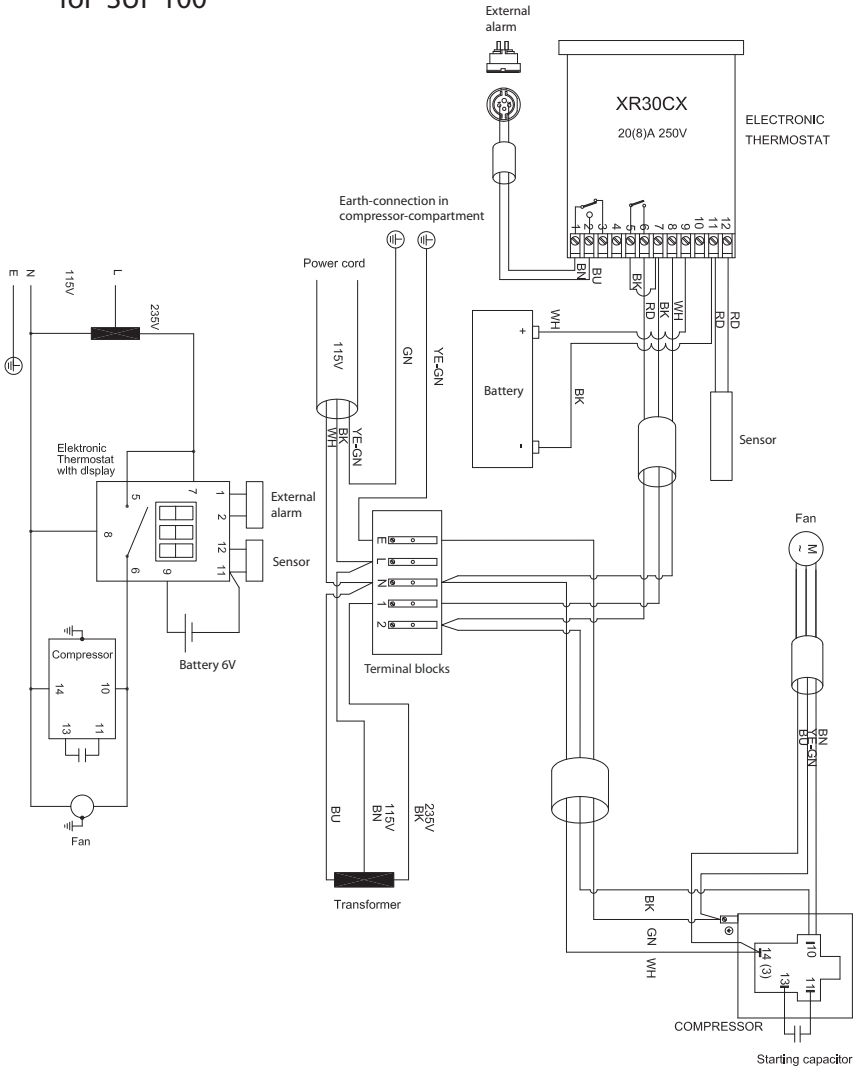 for SUF 100
External
alarm
XR30CX
20(8)A 250V
ELECTRONIC
THERMOSTAT
1 2 3 4 5 6 7 8 9 10 11 12
BN
BU
BK
RD
BK
WH
RD
RD
Earth-connection in
compressor-compartment
Power cord
115V
GN
YE-GN
WH
BK
YE-GN
WH
+
Battery
-
BK
Sensor
E
N
115V
L
235V
Elektronic
Thermostat
with display
5
7
1
2
8
12
11
6
9
External
alarm
Sensor
Battery 6V
Compressor
14
10
13
11
Fan
E
L
N
1
2
Terminal blocks
BU
115V
BN
235V
BK
Transformer
Fan
M
~
BN
YE-GN
BU
BK
GN
WH
10
14 (3)
13
11
COMPRESSOR
Starting capacitor